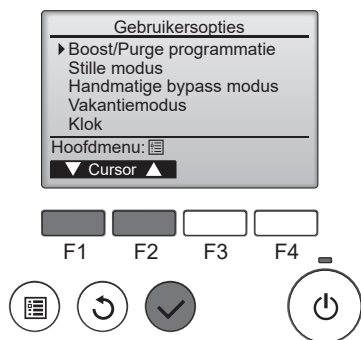 Gebruikersopties
Boost/Purge programmatie
Stille modus
Handmatige bypass modus
Vakantiemodus
Klok
Hoofdmenu:
Cursor
F1 F2 F3 F4